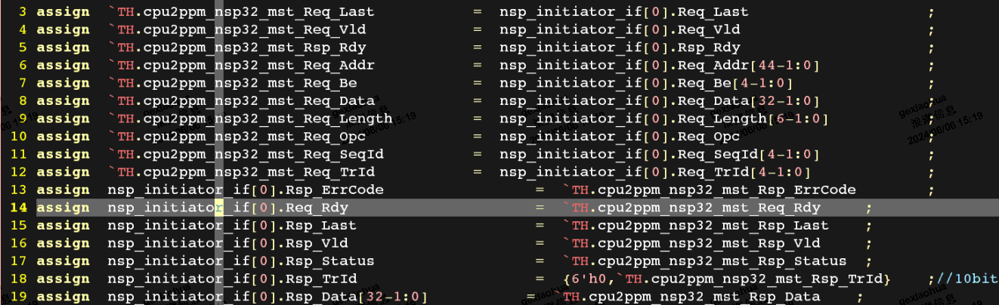 3 assign `TH.cpu2ppm_nsp32_mst_Req_Last = nsp_initiator_if[0].Req_Last ;
4 assign `TH.cpu2ppm_nsp32_mst_Req_Vld = nsp_initiator_if[0].Req_Vld ;
5 assign `TH.cpu2ppm_nsp32_mst_Rsp_Rdy = nsp_initiator_if[0].Rsp_Rdy ;
6 assign `TH.cpu2ppm_nsp32_mst_Req_Addr = nsp_initiator_if[0].Req_Addr[44-1:0] ;
7 assign `TH.cpu2ppm_nsp32_mst_Req_Be = nsp_initiator_if[0].Req_Be[4-1:0] ;
8 assign `TH.cpu2ppm_nsp32_mst_Req_Data = nsp_initiator_if[0].Req_Data[32-1:0] ;
9 assign `TH.cpu2ppm_nsp32_mst_Req_Length = nsp_initiator_if[0].Req_Length[6-1:0] ;
10 assign `TH.cpu2ppm_nsp32_mst_Req_Opc = nsp_initiator_if[0].Req_Opc ;
11 assign `TH.cpu2ppm_nsp32_mst_Req_SeqId = nsp_initiator_if[0].Req_SeqId[4-1:0] ;
12 assign `TH.cpu2ppm_nsp32_mst_Req_TrId = nsp_initiator_if[0].Req_TrId[4-1:0] ;
13 assign nsp_initiator_if[0].Rsp_ErrCode = `TH.cpu2ppm_nsp32_mst_Rsp_ErrCode ;
14 assign nsp_initiator_if[0].Req_Rdy = `TH.cpu2ppm_nsp32_mst_Req_Rdy ;
15 assign nsp_initiator_if[0].Rsp_Last = `TH.cpu2ppm_nsp32_mst_Rsp_Last ;
16 assign nsp_initiator_if[0].Rsp_Vld = `TH.cpu2ppm_nsp32_mst_Rsp_Vld ;
17 assign nsp_initiator_if[0].Rsp_Status = `TH.cpu2ppm_nsp32_mst_Rsp_Status ;
18 assign nsp_initiator_if[0].Rsp_TrId = {6'h0,`TH.cpu2ppm_nsp32_mst_Rsp_TrId} ;//10bit
19 assign nsp_initiator_if[0].Rsp_Data[32-1:0] = `TH.cpu2ppm_nsp32_mst_Rsp_Data ;
gexiaohua
2024/06/06 15:19